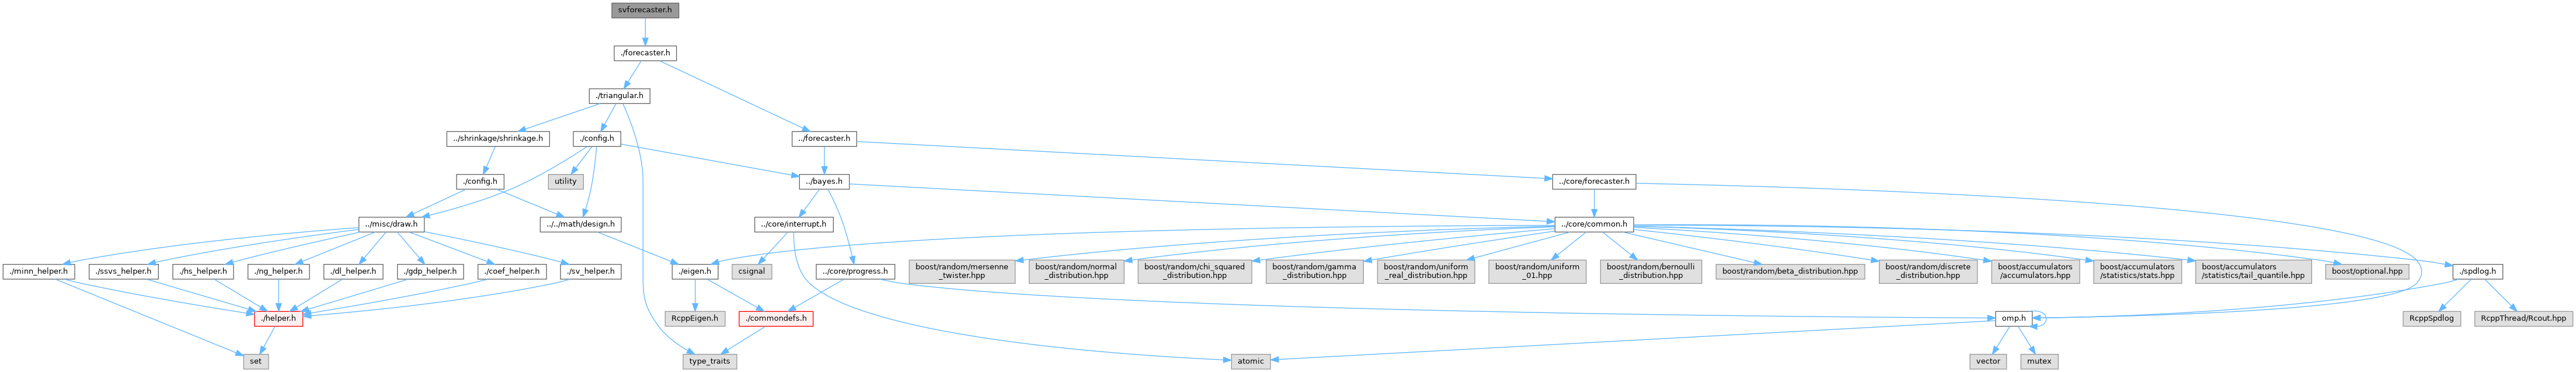 svforecaster.h
./forecaster.h
./triangular.h
../shrinkage/shrinkage.h
./config.h
../forecaster.h
./config.h
utility
../bayes.h
../core/forecaster.h
../misc/draw.h
../../math/design.h
../core/interrupt.h
../core/common.h
./minn_helper.h
./ssvs_helper.h
./hs_helper.h
./ng_helper.h
./dl_helper.h
./gdp_helper.h
./coef_helper.h
./sv_helper.h
./eigen.h
csignal
../core/progress.h
boost/random/mersenne
_twister.hpp
boost/random/normal
_distribution.hpp
boost/random/chi_squared
_distribution.hpp
boost/random/gamma
_distribution.hpp
boost/random/uniform
_real_distribution.hpp
boost/random/uniform
_01.hpp
boost/random/bernoulli
_distribution.hpp
boost/random/beta_distribution.hpp
boost/random/discrete
_distribution.hpp
boost/accumulators
/accumulators.hpp
boost/accumulators
/statistics/stats.hpp
boost/accumulators
/statistics/tail_quantile.hpp
boost/optional.hpp
./spdlog.h
./helper.h
RcppEigen.h
./commondefs.h
omp.h
RcppSpdlog
RcppThread/Rcout.hpp
set
type_traits
atomic
vector
mutex